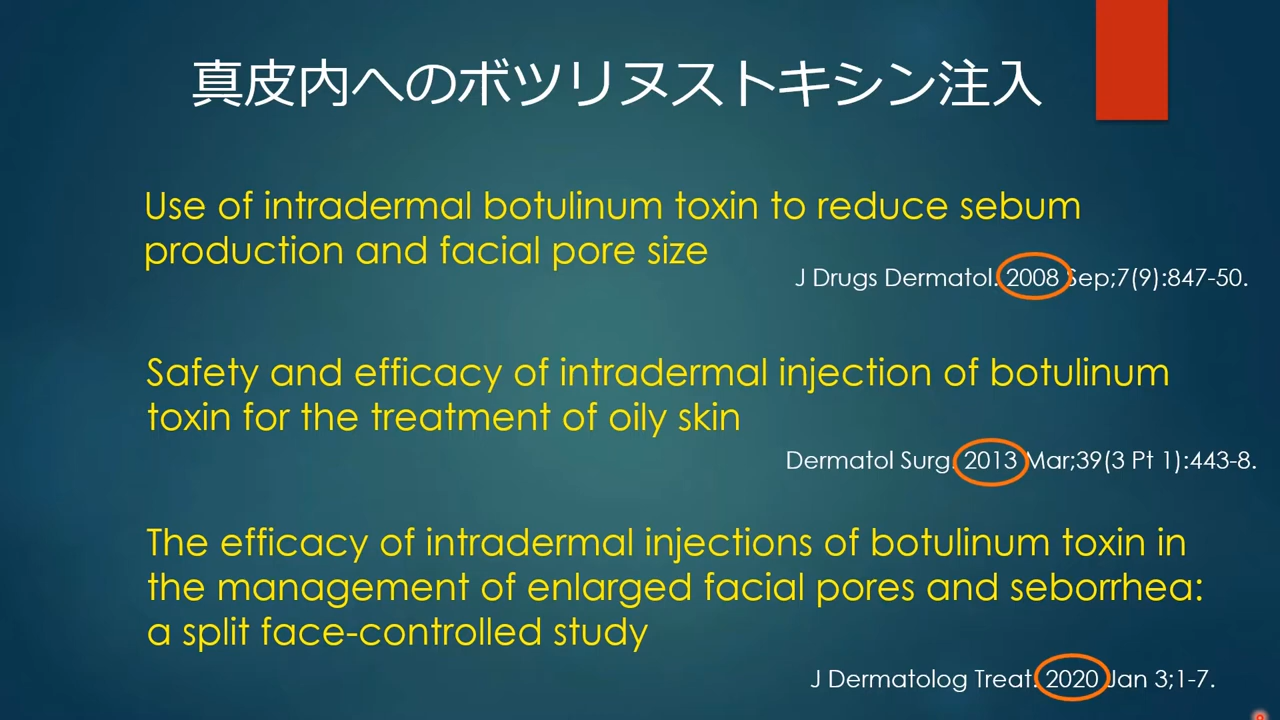 真皮内へのボツリヌストキシン注入
Use of intradermal botulinum toxin to reduce sebum
production and facial pore size
J Drugs Dermatol. 2008 Sep;7(9):847-50.
Safety and efficacy of intradermal injection of botulinum
toxin for the treatment of oily skin
Dermatol Surg. 2013 Mar;39(3 Pt 1):443-8.
The efficacy of intradermal injections of botulinum toxin in
the management of enlarged facial pores and seborrhea:
a split face-controlled study
J Dermatolog Treat. 2020 Jan 3;1-7.